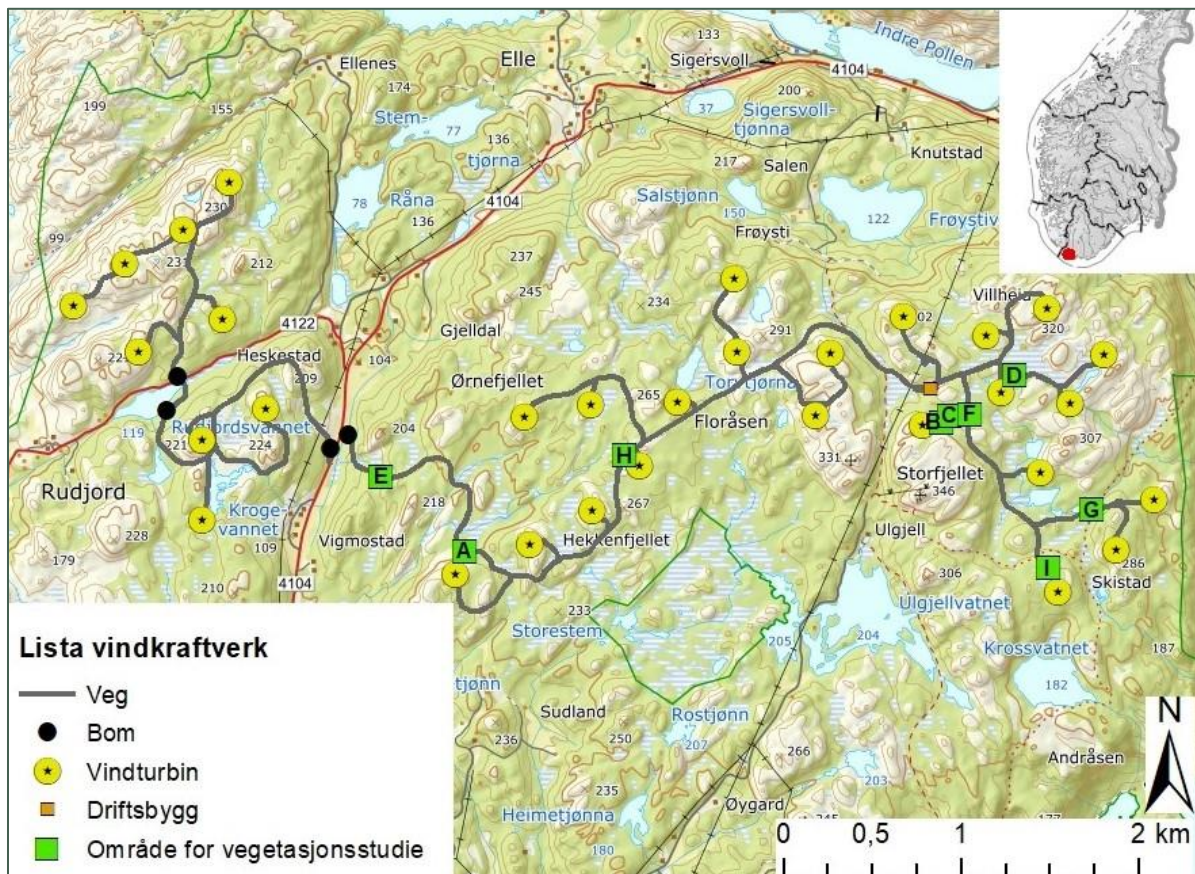 133
Indre Pollen
Ellenes
Elle
Sigersvoll
4104
174
199
155
Stem-
77
37
200
Sigersvoll-
tjønna
136
tjørna
217
Salen
Knutstad
Råna
78
4104
Salstjønn
150
122
136
Frøysti
Frøystiv
230
99
231
212
237
245
234
Villheia
320
4122
Gjelldal
291
Heskestad
104
209
Ørnefjellet
265
Torvtjørna
D
119
Rudjordsvannet
221
224
204
Floråsen
B
C
F
307
H
331
Rudjord
E
Storfjellet
346
Kroge-
vannet
218
267
G
228
109
Vigmostad
A
Hekkenfjellet
Ulgjell
179
210
4104
I
286
Skistad
306
233
Ulgjellvatnet
Storestem
205
204
187
Krossvatnet
tjønn
182
Sudland
Rostjønn
236
250
207
266
Andråsen
235
203
Øygard
Heimetjønna
180
Lista vindkraftverk
Veg
Bom
Vindturbin
Driftsbygg
Område for vegetasjonsstudie
N
0 0,5 1 2 km